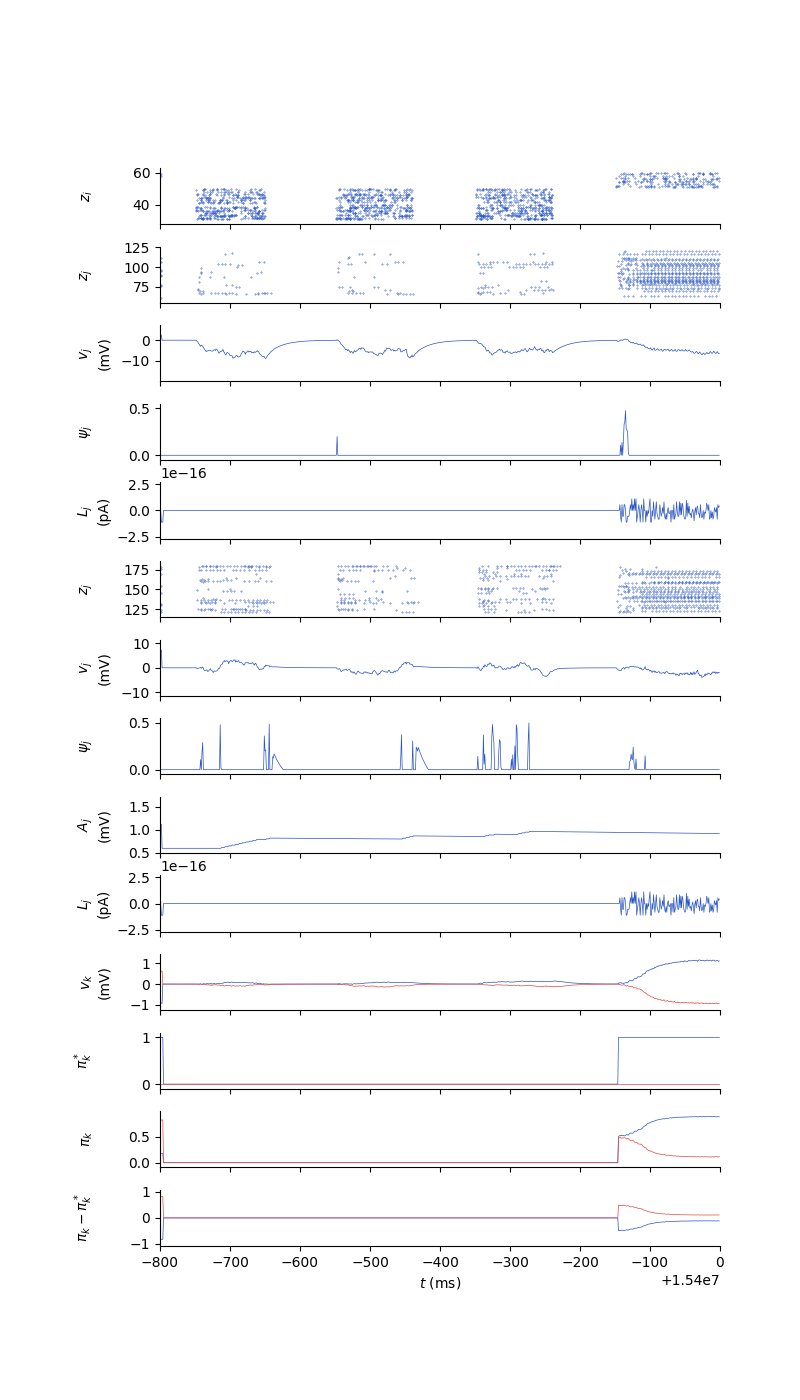 60
40
z_i
125
100
75
z_j
0
−10
v_j
(mV)
0.5
0.0
ψ_j
1e−16
2.5
0.0
−2.5
L_j
(pA)
175
150
125
z_j
10
0
−10
v_j
(mV)
0.5
0.0
ψ_j
1.5
1.0
0.5
A_j
(mV)
1e−16
2.5
0.0
−2.5
L_j
(pA)
1
0
−1
v_k
(mV)
1
0
π_k^*
0.5
0.0
π_k
1
0
−1
π_k − π_k^*
−800 −700 −600 −500 −400 −300 −200 −100 0
t (ms)
+1.54e7